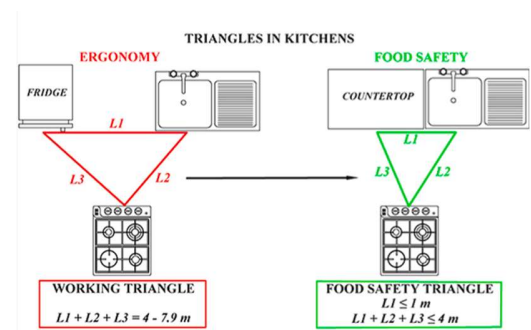 TRIANGLES IN KITCHENS
ERGONOMY
FOOD SAFETY
FRIDGE
COUNTERTOP
L1
L3
L2
L1
L3
L2
WORKING TRIANGLE
L1 + L2 + L3 = 4 - 7.9 m
FOOD SAFETY TRIANGLE
L1 ≤ 1 m
L1 + L2 + L3 ≤ 4 m